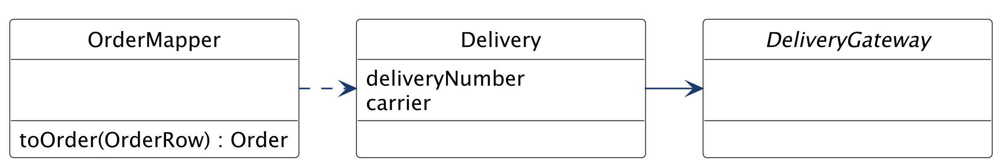 OrderMapper
toOrder(OrderRow) : Order
Delivery
deliveryNumber
carrier
DeliveryGateway